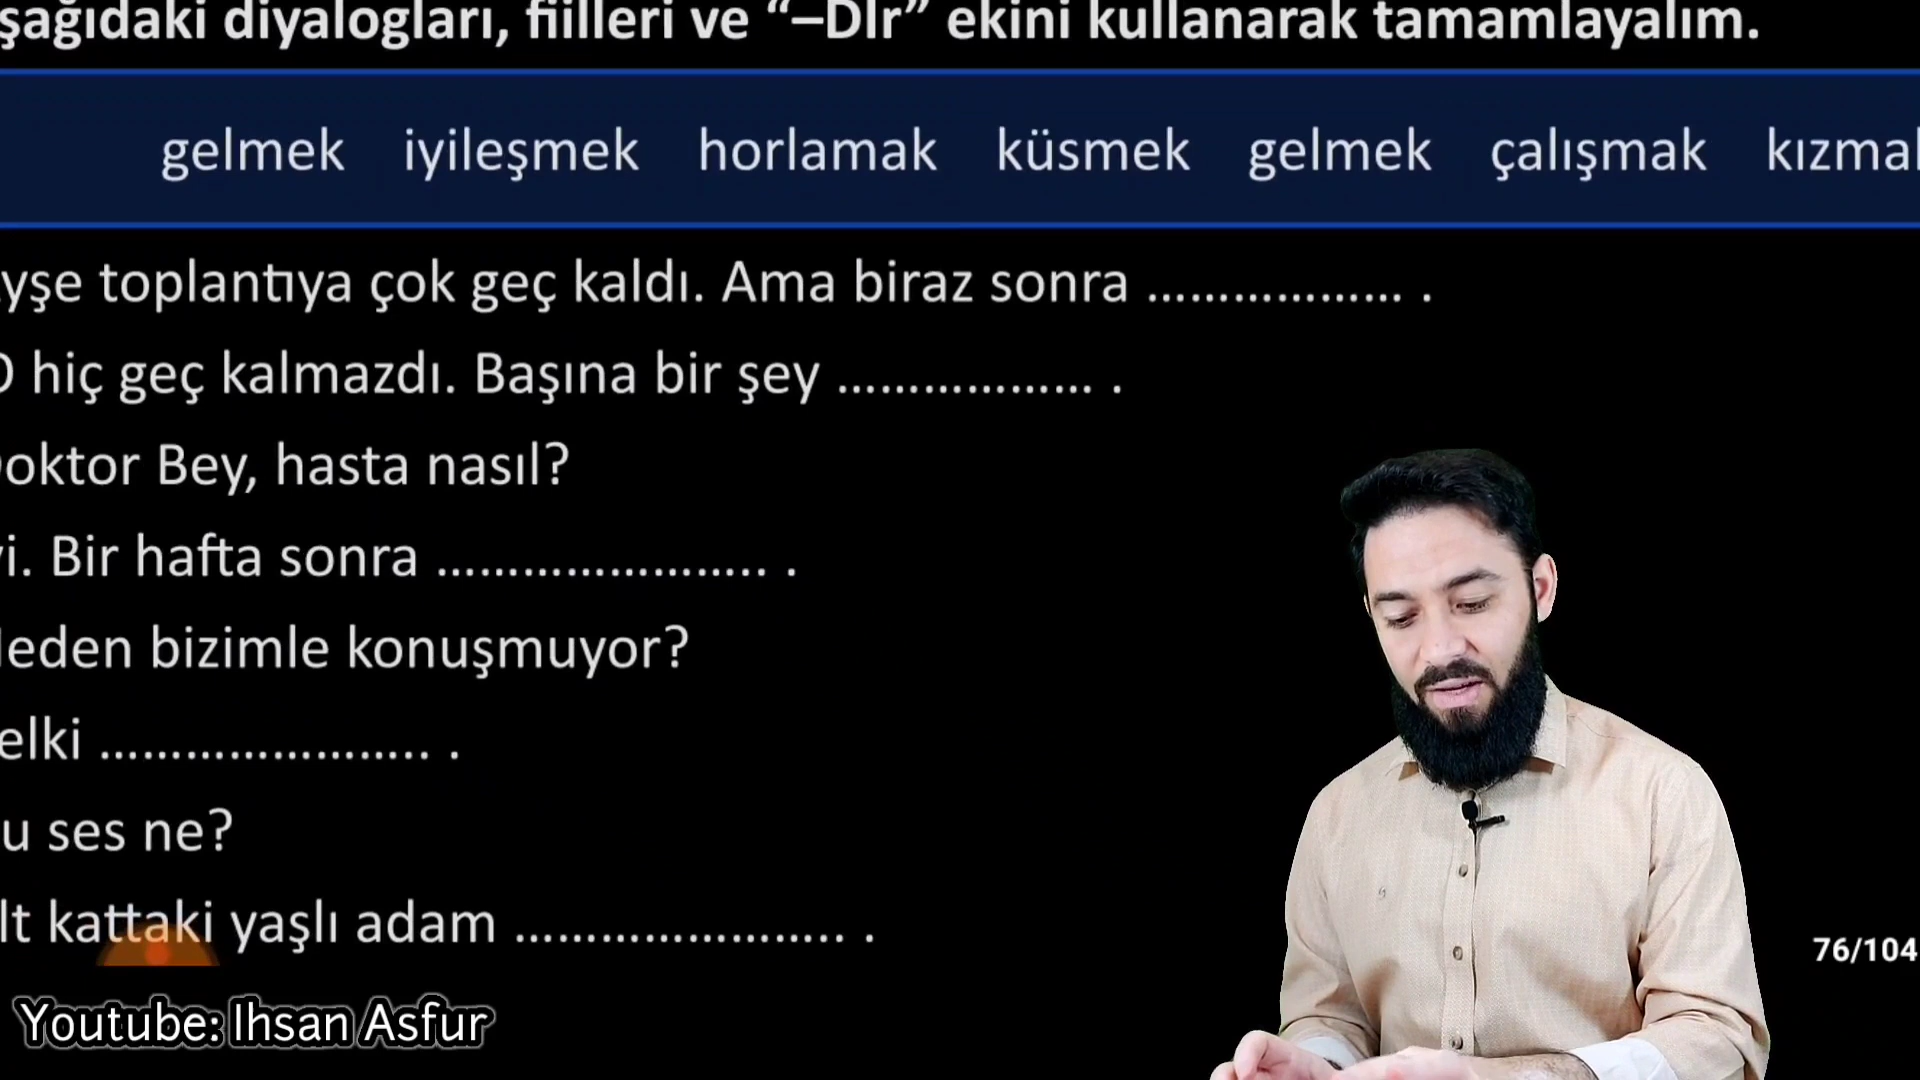 şağıdaki diyalogları, fiilleri ve “–DIr” ekini kullanarak tamamlayalım.
gelmek iyileşmek horlamak küsmek gelmek çalışmak kızmak
yşe toplantıya çok geç kaldı. Ama biraz sonra ……………… .
O hiç geç kalmazdı. Başına bir şey ……………… .
oktor Bey, hasta nasıl?
yi. Bir hafta sonra ………………….. .
eden bizimle konuşmuyor?
elki ………………….. .
u ses ne?
lt kattaki yaşlı adam ………………….. .
76/104
Youtube: Ihsan Asfur